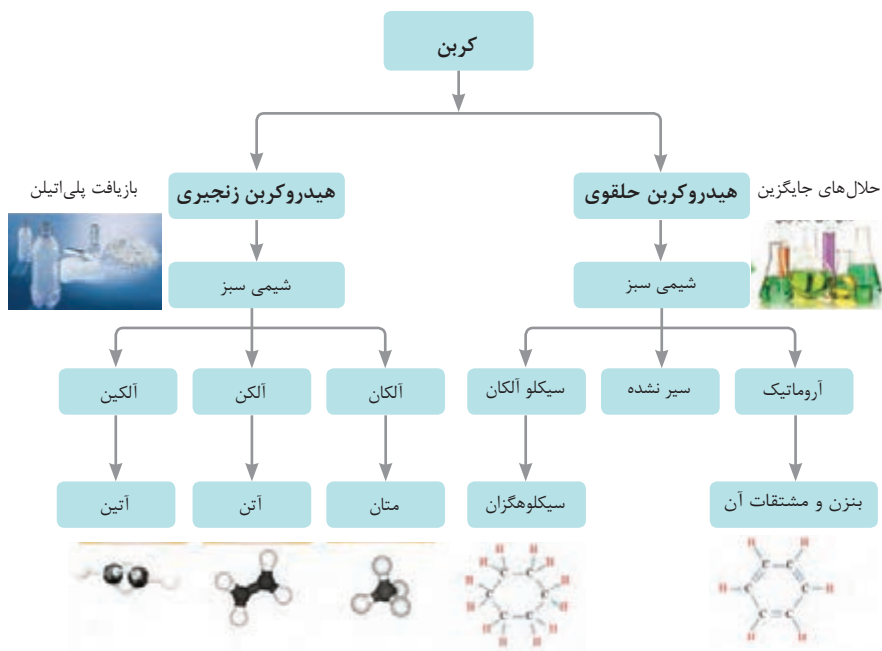 کربن
هیدروکربن حلقوی
هیدروکربن زنجیری
حلال‌های جایگزین
بازیافت پلی‌اتیلن
شیمی سبز
شیمی سبز
آروماتیک
سیر نشده
سیکلو آلکان
آلکان
آلکن
آلکین
بنزن و مشتقات آن
سیکلوهگزان
متان
آتن
آتین
H H
H C C H
C C
H C C H
H H
H H
H C C H
H H
H C C H
H H
H C C H
H H